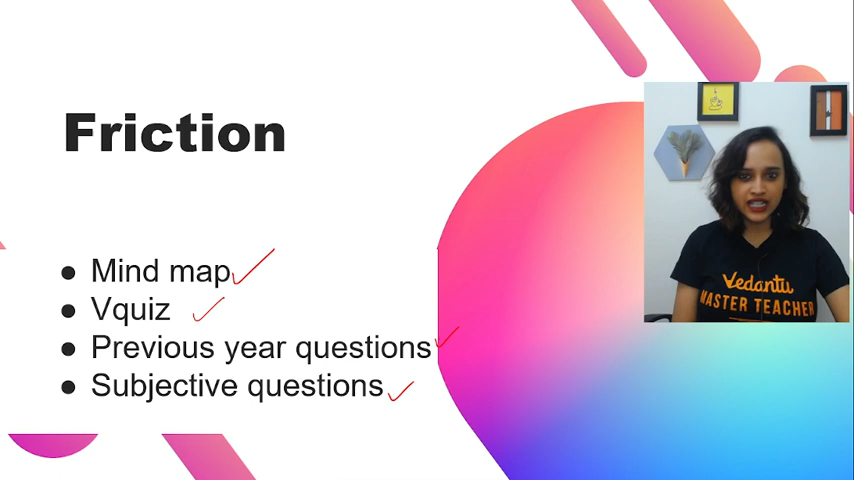 Friction
● Mind map
● Vquiz
● Previous year questions
● Subjective questions
Vedantu
MASTER TEACHER